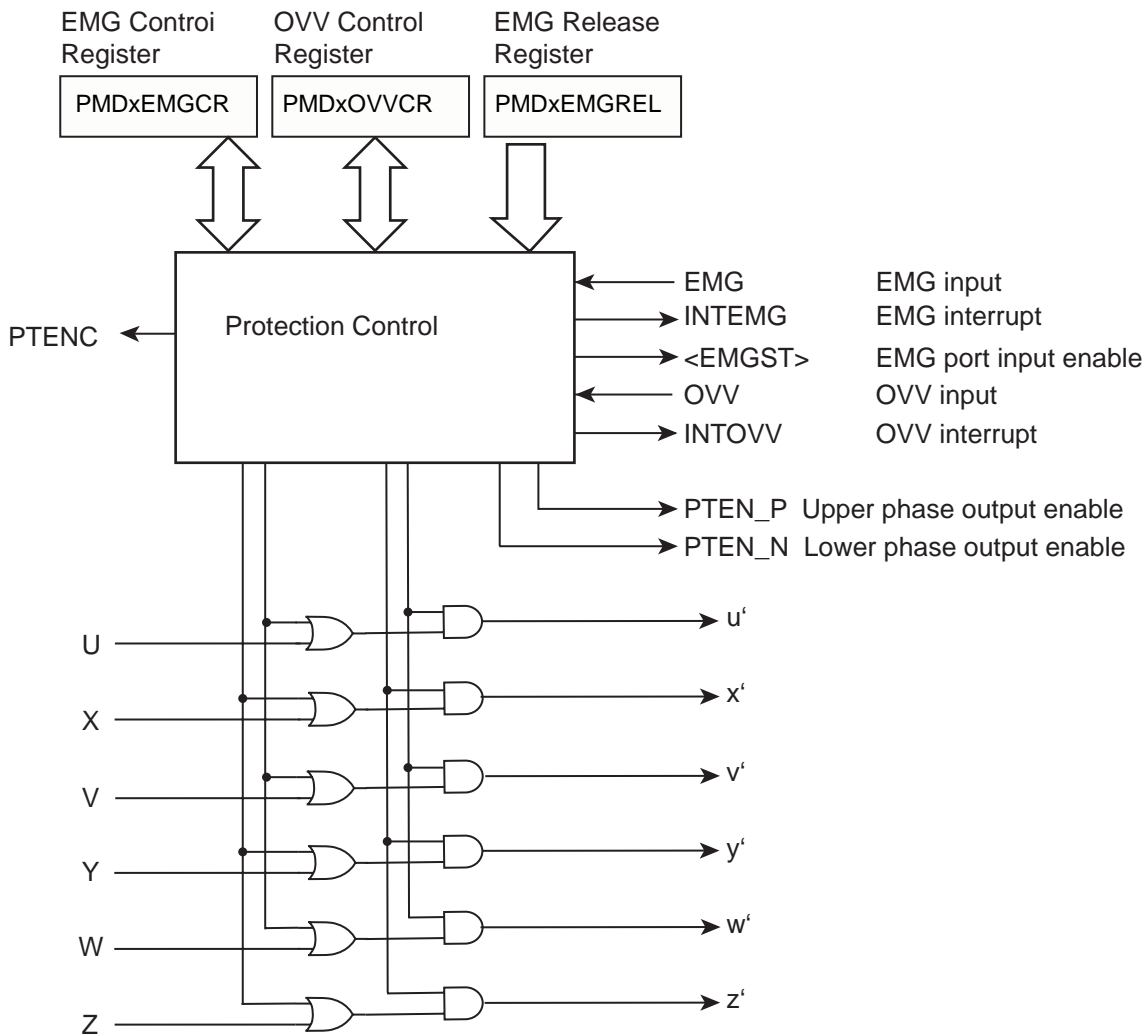 EMG Controi
Register
OVV Control
Register
EMG Release
Register
PMDxEMGCR
PMDxOVVCR
PMDxEMGREL
PTENC
Protection Control
EMG EMG input
INTEMG EMG interrupt
<EMGST> EMG port input enable
OVV OVV input
INTOVV OVV interrupt
PTEN_P Upper phase output enable
PTEN_N Lower phase output enable
U u‘
X x‘
V v‘
Y y‘
W w‘
Z z‘